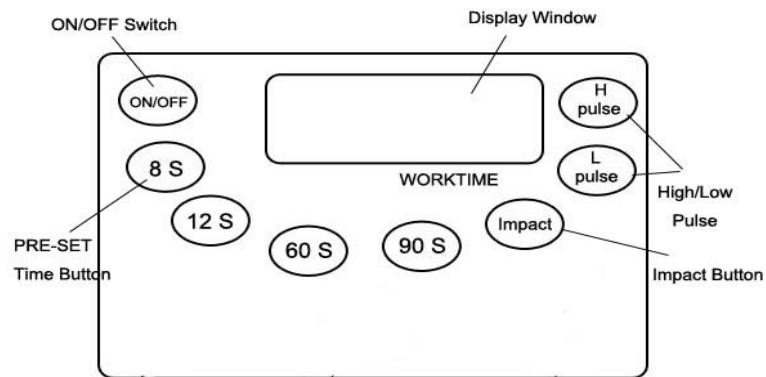 ON/OFF Switch
Display Window
ON/OFF
H
pulse
8 S
L
pulse
WORKTIME
High/Low
Pulse
12 S
Impact
60 S
90 S
PRE-SET
Time Button
Impact Button